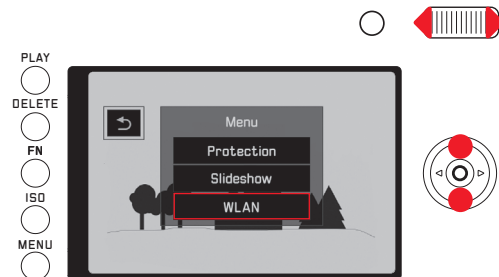 PLAY
DELETE
FN
ISO
MENU
Menu
Protection
Slideshow
WLAN